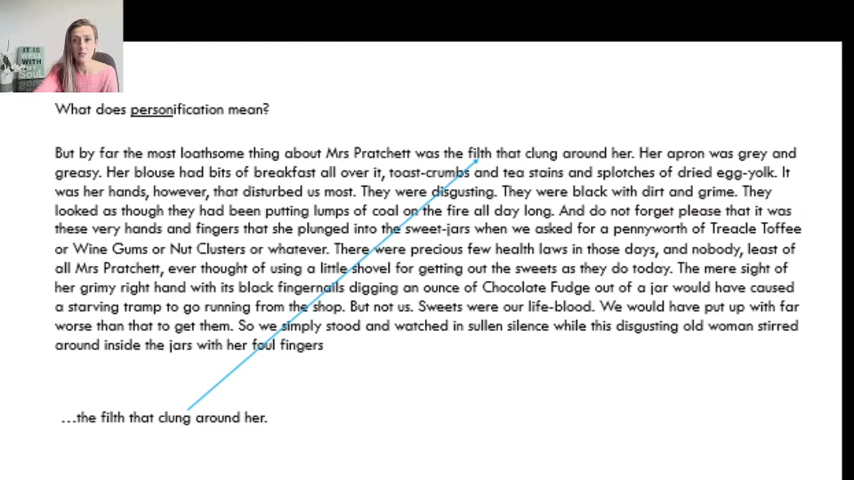 IT IS
WITH
SOUL
What does personification mean?
But by far the most loathsome thing about Mrs Pratchett was the filth that clung around her. Her apron was grey and
greasy. Her blouse had bits of breakfast all over it, toast-crumbs and tea stains and splotches of dried egg-yolk. It
was her hands, however, that disturbed us most. They were disgusting. They were black with dirt and grime. They
looked as though they had been putting lumps of coal on the fire all day long. And do not forget please that it was
these very hands and fingers that she plunged into the sweet-jars when we asked for a pennyworth of Treacle Toffee
or Wine Gums or Nut Clusters or whatever. There were precious few health laws in those days, and nobody, least of
all Mrs Pratchett, ever thought of using a little shovel for getting out the sweets as they do today. The mere sight of
her grimy right hand with its black fingernails digging an ounce of Chocolate Fudge out of a jar would have caused
a starving tramp to go running from the shop. But not us. Sweets were our life-blood. We would have put up with far
worse than that to get them. So we simply stood and watched in sullen silence while this disgusting old woman stirred
around inside the jars with her foul fingers
…the filth that clung around her.